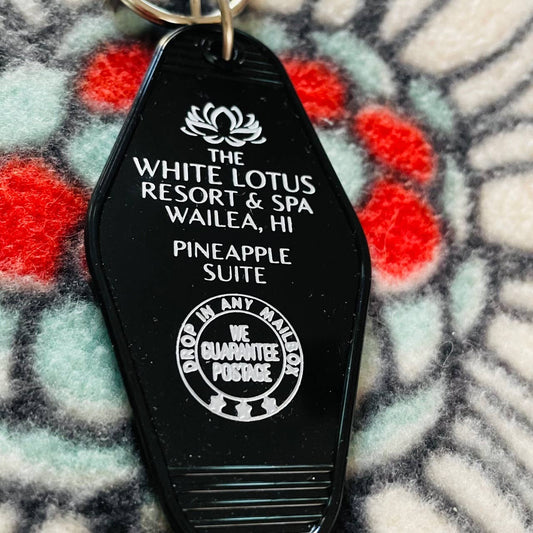 THE
WHITE LOTUS
RESORT & SPA
WAILEA, HI
PINEAPPLE
SUITE
DROP IN ANY MAILBOX
WE
GUARANTEE
POSTAGE